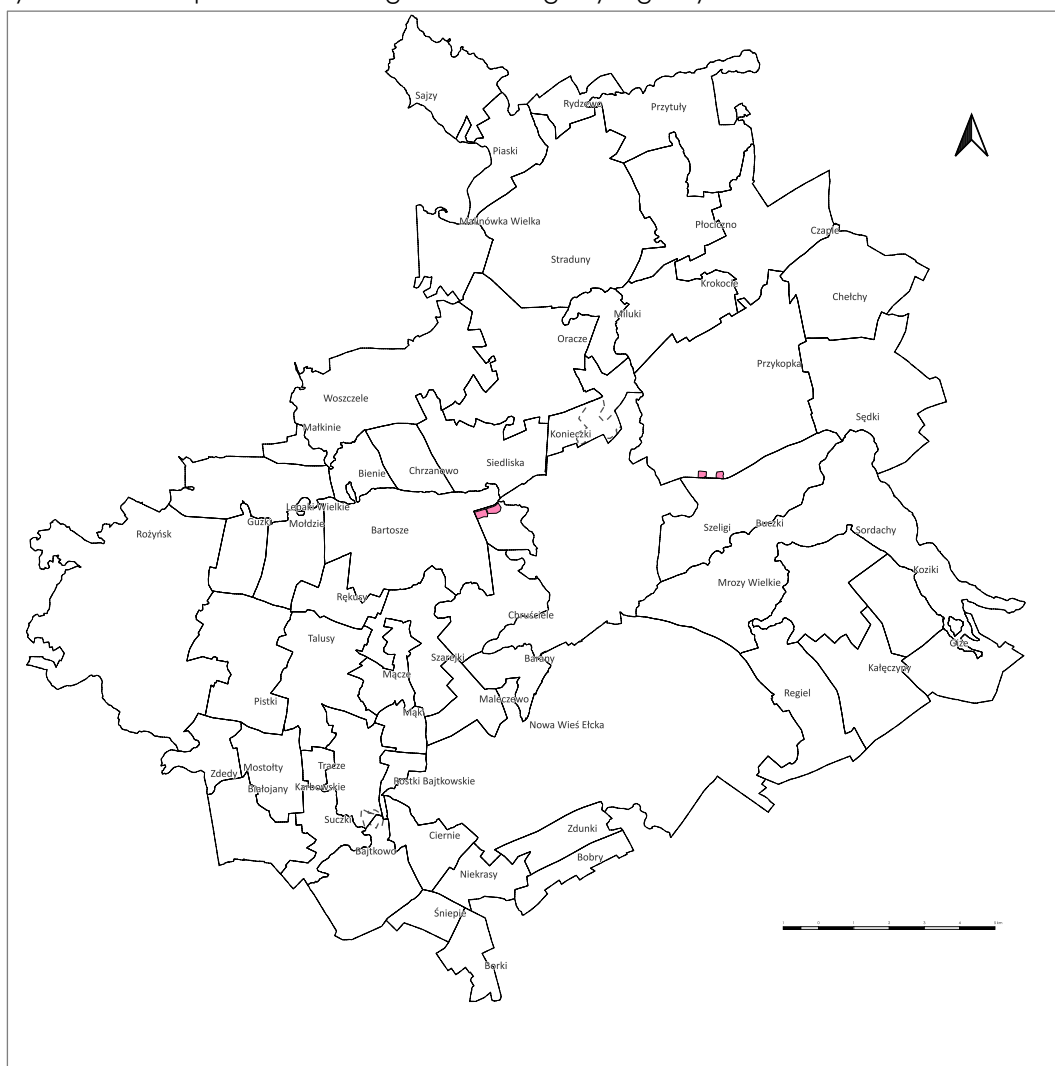 Sajzy
Rydzewo
Przytuły
Piaski
Malinówka Wielka
Płociczno
Czaple
Straduny
Krokocie
Chełchy
Miluki
Oracze
Przykopka
Woszczele
Sędki
Małkinie
Konieczki
Siedliska
Chrzanowo
Bienie
Lepaki Wielkie
Guzki
Mołdzie
Rożyńsk
Bartosze
Szeligi
Buczki
Sordachy
Koziki
Mrozy Wielkie
Rękusy
Chruściele
Talusy
Giże
Szarejki
Barany
Kałęczyny
Mącze
Regiel
Pistki
Maleczewo
Mąki
Nowa Wieś Ełcka
Tracze
Mostołty
Zdedy
Rostki Bajtkowskie
Karbowskie
Białojany
Suczki
Zdunki
Ciernie
Bajtkowo
Bobry
Niekrasy
Śniepie
Borki